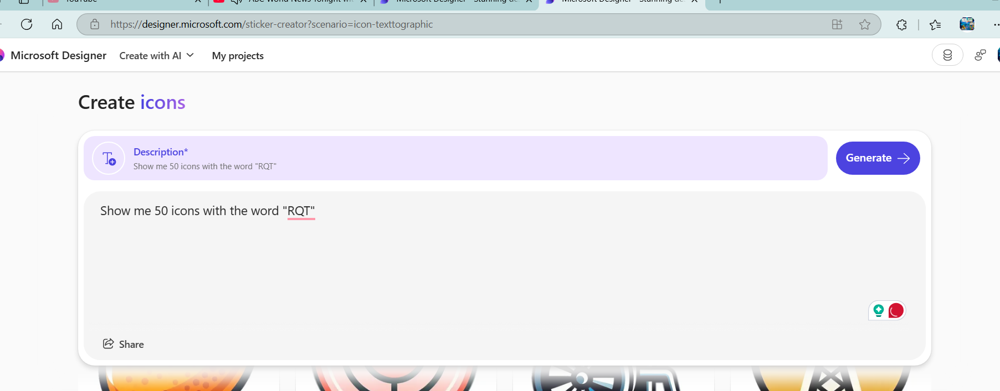 YouTube
ABC World News Tonight wit
Microsoft Designer - Stunning de
Microsoft Designer - Stunning de
https://designer.microsoft.com/sticker-creator?scenario=icon-texttographic
Microsoft Designer
Create with AI
My projects
Create icons
Description*
Show me 50 icons with the word "RQT"
Generate
Show me 50 icons with the word "RQT"
Share